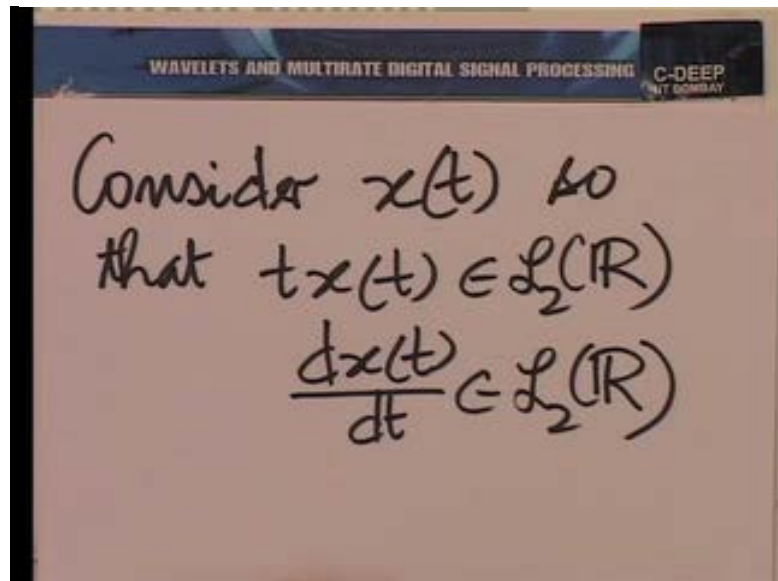 WAVELETS AND MULTIRATE DIGITAL SIGNAL PROCESSING
C-DEEP
IIT BOMBAY
Consider x(t) so
that tx(t) ∈ ℒ₂(ℝ)
dx(t)/dt ∈ ℒ₂(ℝ)